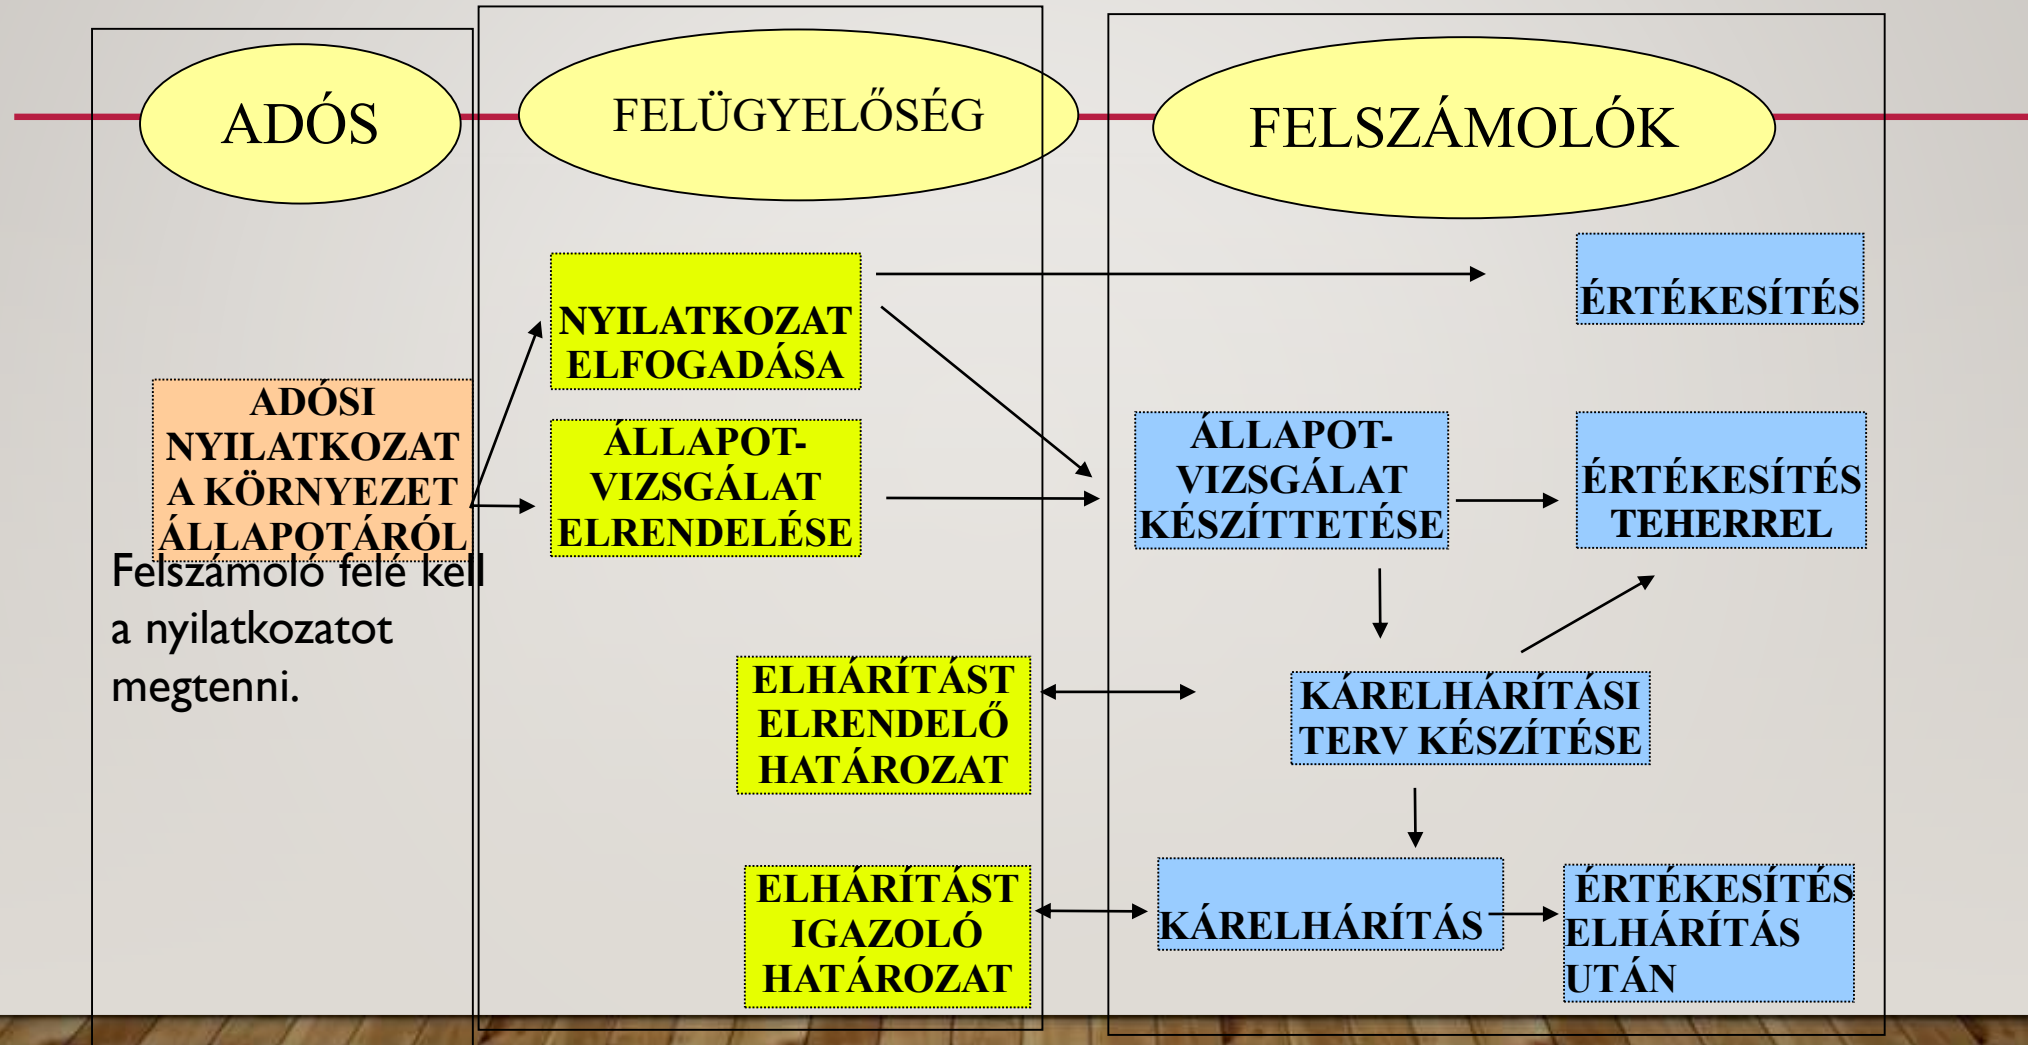 ADÓS
FELÜGYELŐSÉG
FELSZÁMOLÓK
ADÓSI
NYILATKOZAT
A KÖRNYEZET
ÁLLAPOTÁRÓL
Felszámoló felé kell
a nyilatkozatot
megtenni.
NYILATKOZAT
ELFOGADÁSA
ÁLLAPOT-
VIZSGÁLAT
ELRENDELÉSE
ELHÁRÍTÁST
ELRENDELŐ
HATÁROZAT
ELHÁRÍTÁST
IGAZOLÓ
HATÁROZAT
ÉRTÉKESÍTÉS
ÁLLAPOT-
VIZSGÁLAT
KÉSZÍTTETÉSE
ÉRTÉKESÍTÉS
TEHERREL
KÁRELHÁRÍTÁSI
TERV KÉSZÍTÉSE
KÁRELHÁRÍTÁS
ÉRTÉKESÍTÉS
ELHÁRÍTÁS
UTÁN